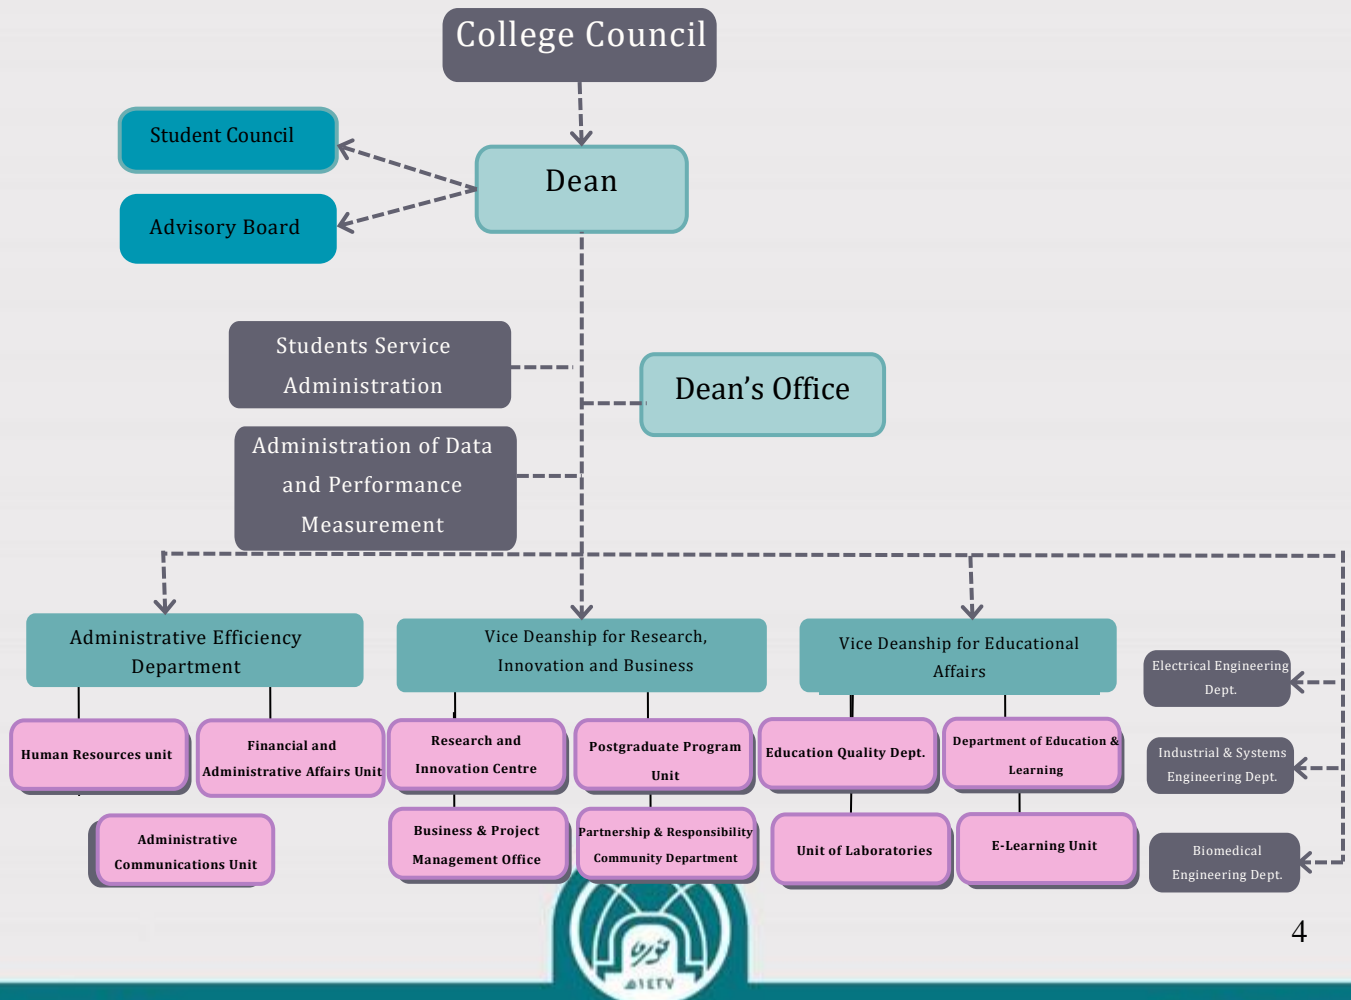 College Council
Student Council
Dean
Advisory Board
Students Service
Administration
Dean’s Office
Administration of Data
and Performance
Measurement
Administrative Efficiency
Department
Vice Deanship for Research,
Innovation and Business
Vice Deanship for Educational
Affairs
Electrical Engineering
Dept.
Human Resources unit
Financial and
Administrative Affairs Unit
Research and
Innovation Centre
Postgraduate Program
Unit
Education Quality Dept.
Department of Education &
Learning
Industrial & Systems
Engineering Dept.
Administrative
Communications Unit
Business & Project
Management Office
Partnership & Responsibility
Community Department
Unit of Laboratories
E-Learning Unit
Biomedical
Engineering Dept.
4